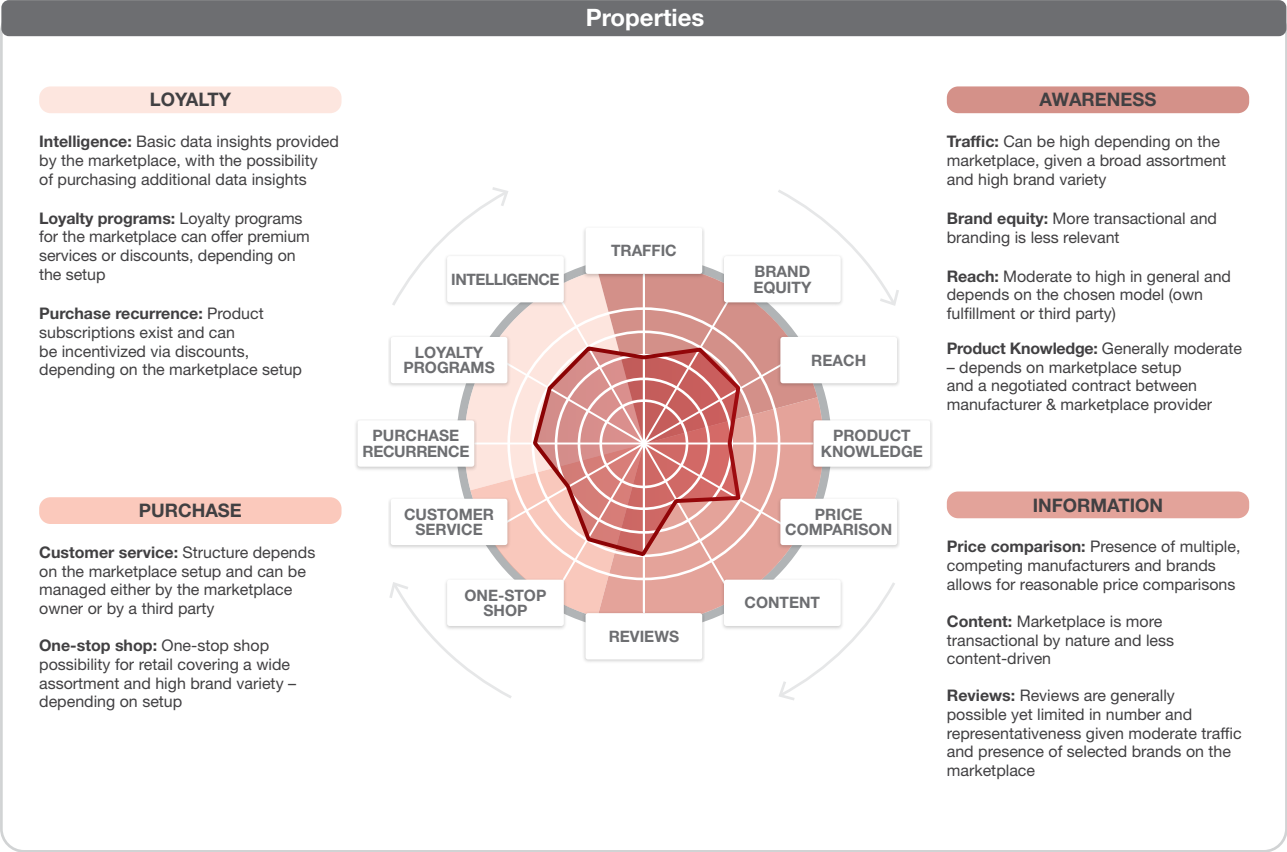 Properties
LOYALTY
Intelligence: Basic data insights provided
by the marketplace, with the possibility
of purchasing additional data insights
Loyalty programs: Loyalty programs
for the marketplace can offer premium
services or discounts, depending on
the setup
Purchase recurrence: Product
subscriptions exist and can
be incentivized via discounts,
depending on the marketplace setup
PURCHASE
Customer service: Structure depends
on the marketplace setup and can be
managed either by the marketplace
owner or by a third party
One-stop shop: One-stop shop
possibility for retail covering a wide
assortment and high brand variety –
depending on setup
TRAFFIC
BRAND
EQUITY
REACH
PRODUCT
KNOWLEDGE
PRICE
COMPARISON
CONTENT
REVIEWS
ONE-STOP
SHOP
CUSTOMER
SERVICE
PURCHASE
RECURRENCE
LOYALTY
PROGRAMS
INTELLIGENCE
AWARENESS
Traffic: Can be high depending on the
marketplace, given a broad assortment
and high brand variety
Brand equity: More transactional and
branding is less relevant
Reach: Moderate to high in general and
depends on the chosen model (own
fulfillment or third party)
Product Knowledge: Generally moderate
– depends on marketplace setup
and a negotiated contract between
manufacturer & marketplace provider
INFORMATION
Price comparison: Presence of multiple,
competing manufacturers and brands
allows for reasonable price comparisons
Content: Marketplace is more
transactional by nature and less
content-driven
Reviews: Reviews are generally
possible yet limited in number and
representativeness given moderate traffic
and presence of selected brands on the
marketplace